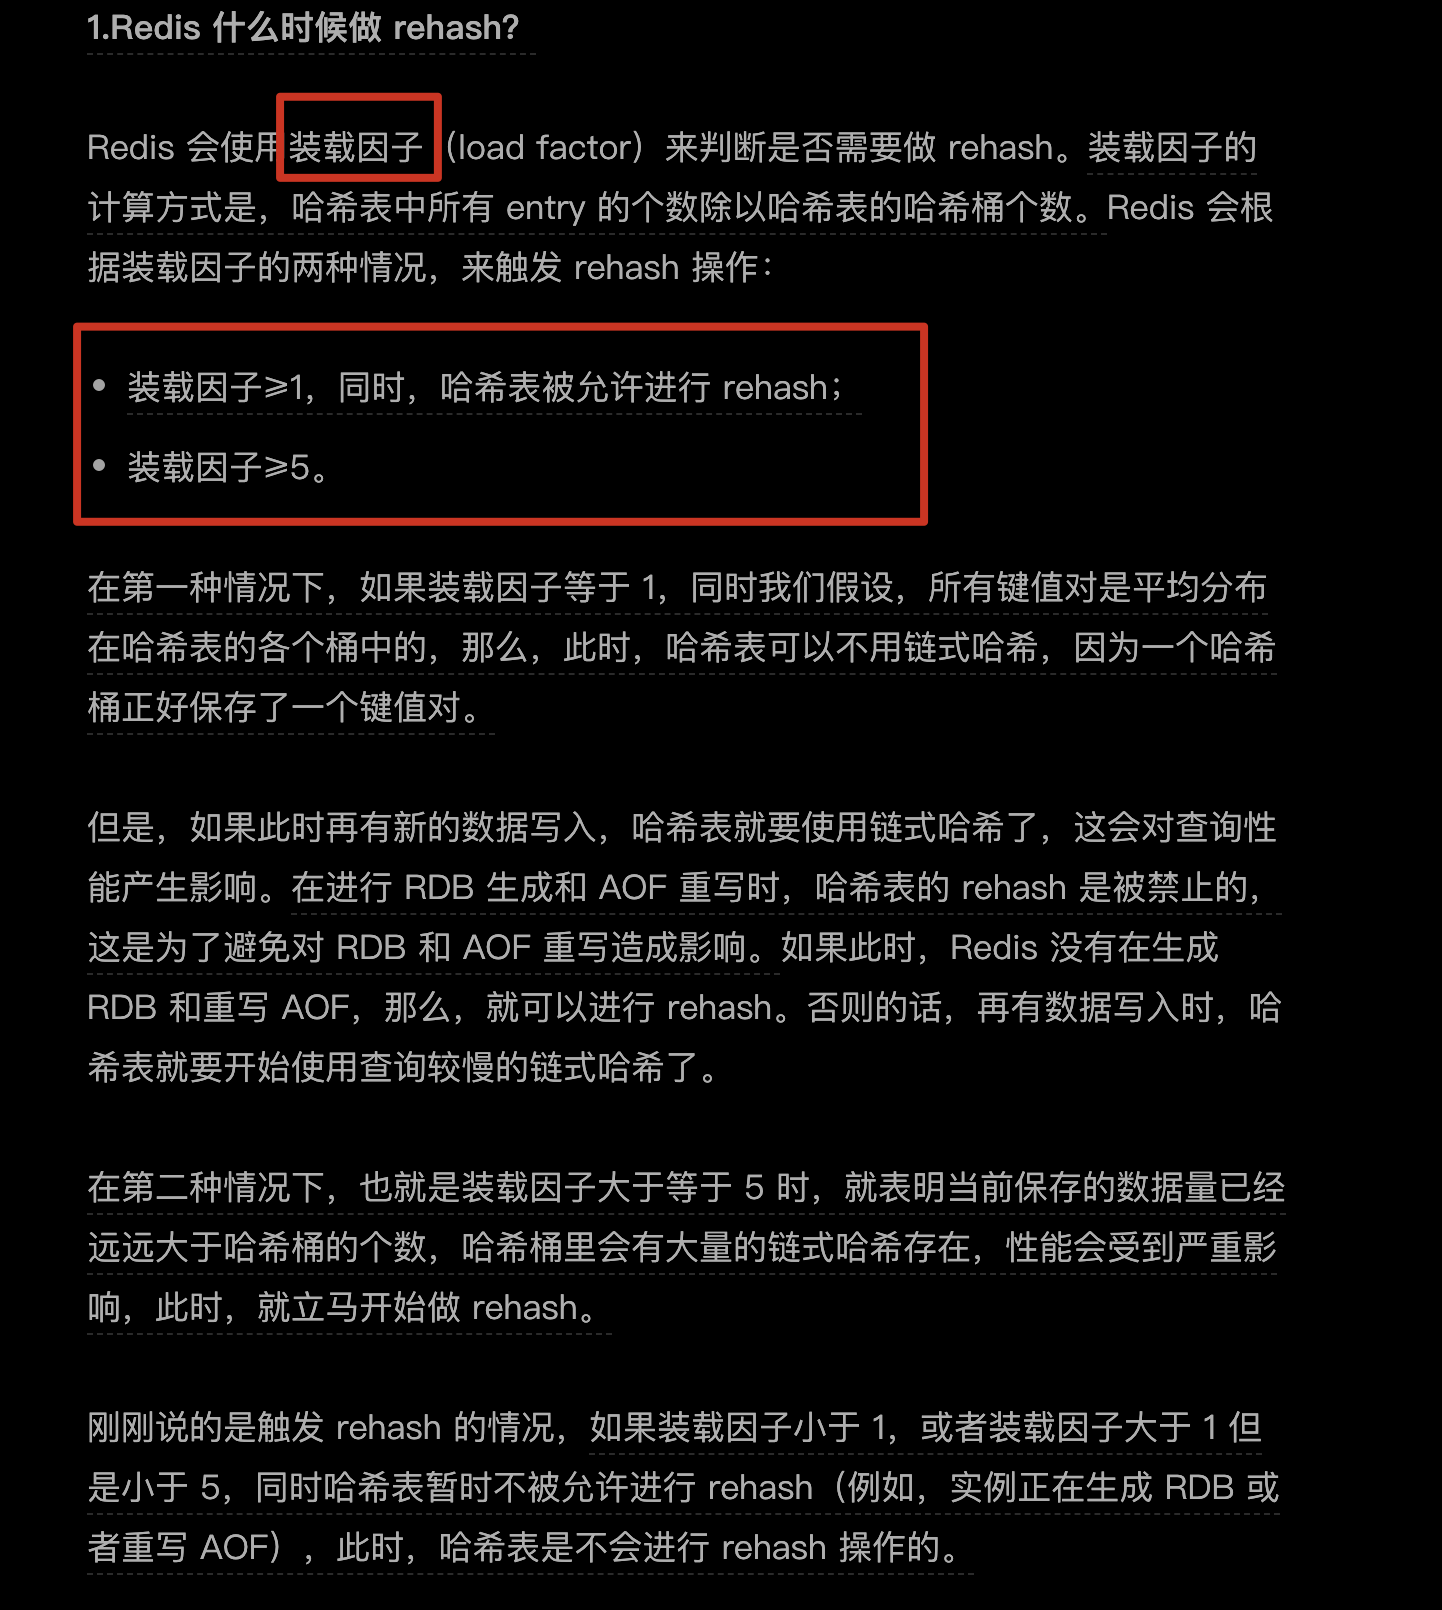 1.Redis 什么时候做 rehash?
Redis 会使用装载因子（load factor）来判断是否需要做 rehash。装载因子的
计算方式是，哈希表中所有 entry 的个数除以哈希表的哈希桶个数。Redis 会根
据装载因子的两种情况，来触发 rehash 操作：
• 装载因子≥1，同时，哈希表被允许进行 rehash；
• 装载因子≥5。
在第一种情况下，如果装载因子等于 1，同时我们假设，所有键值对是平均分布
在哈希表的各个桶中的，那么，此时，哈希表可以不用链式哈希，因为一个哈希
桶正好保存了一个键值对。
但是，如果此时再有新的数据写入，哈希表就要使用链式哈希了，这会对查询性
能产生影响。在进行 RDB 生成和 AOF 重写时，哈希表的 rehash 是被禁止的，
这是为了避免对 RDB 和 AOF 重写造成影响。如果此时，Redis 没有在生成
RDB 和重写 AOF，那么，就可以进行 rehash。否则的话，再有数据写入时，哈
希表就要开始使用查询较慢的链式哈希了。
在第二种情况下，也就是装载因子大于等于 5 时，就表明当前保存的数据量已经
远远大于哈希桶的个数，哈希桶里会有大量的链式哈希存在，性能会受到严重影
响，此时，就立马开始做 rehash。
刚刚说的是触发 rehash 的情况，如果装载因子小于 1，或者装载因子大于 1 但
是小于 5，同时哈希表暂时不被允许进行 rehash（例如，实例正在生成 RDB 或
者重写 AOF），此时，哈希表是不会进行 rehash 操作的。